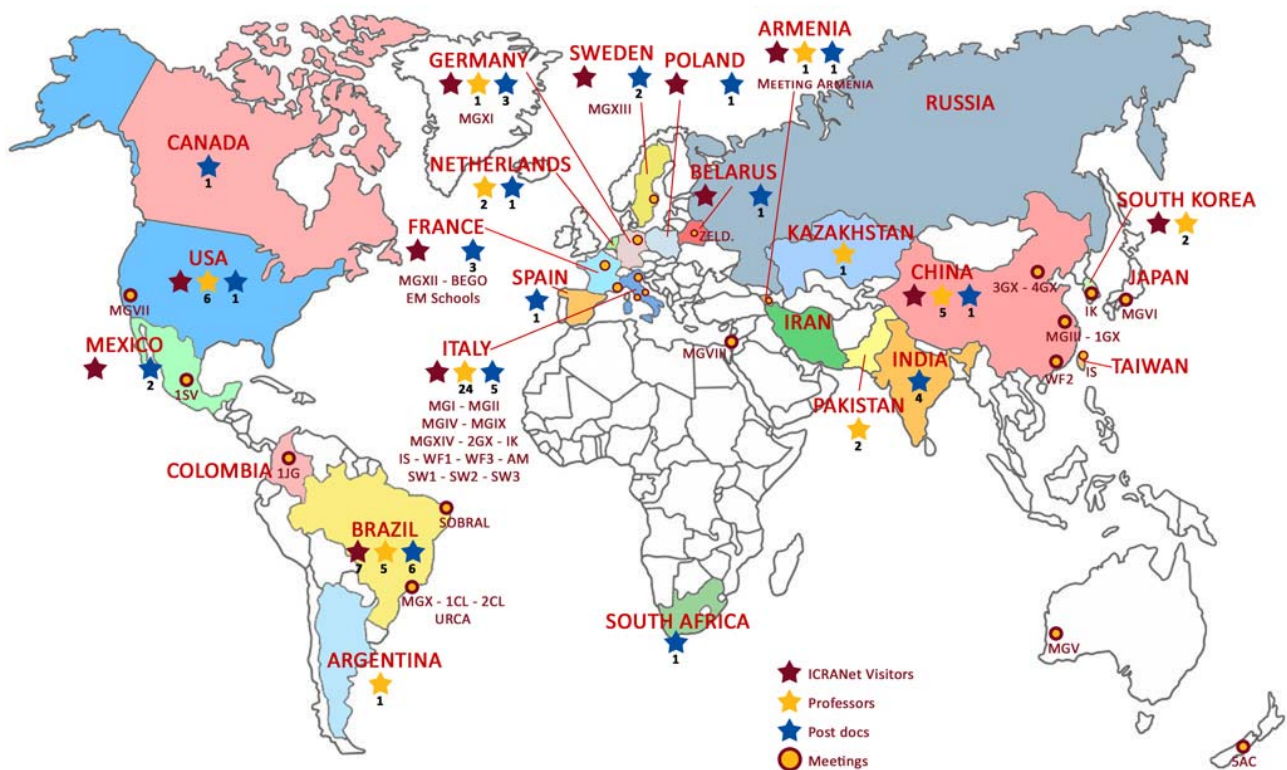 ARMENIA
1 1
MEETING ARMENIA
SWEDEN
2
MGXIII
POLAND
1
GERMANY
1 3
MGXI
RUSSIA
CANADA
1
NETHERLANDS
2 1
BELARUS
1
ZELD.
SOUTH KOREA
2
FRANCE
3
MGXII - BEGO
EM SCHOOLS
KAZAKHSTAN
1
USA
6 1
MGVII
SPAIN
1
CHINA
5 1
3GX - 4GX
IK
JAPAN
MGVI
IRAN
MGIII - 1GX
MEXICO
2
1SV
ITALY
24 5
MGI - MGII
MGIV - MGIX
MGXIV - 2GX - IK
IS - WF1 - WF3 - AM
SW1 - SW2 - SW3
MGVIII
INDIA
4
WF2
IS
TAIWAN
PAKISTAN
2
COLOMBIA
1JG
SOBRAL
BRAZIL
7 5 6
MGX - 1CL - 2CL
URCA
SOUTH AFRICA
1
MGV
ARGENTINA
1
ICRANet Visitors
Professors
Post docs
Meetings
5AC